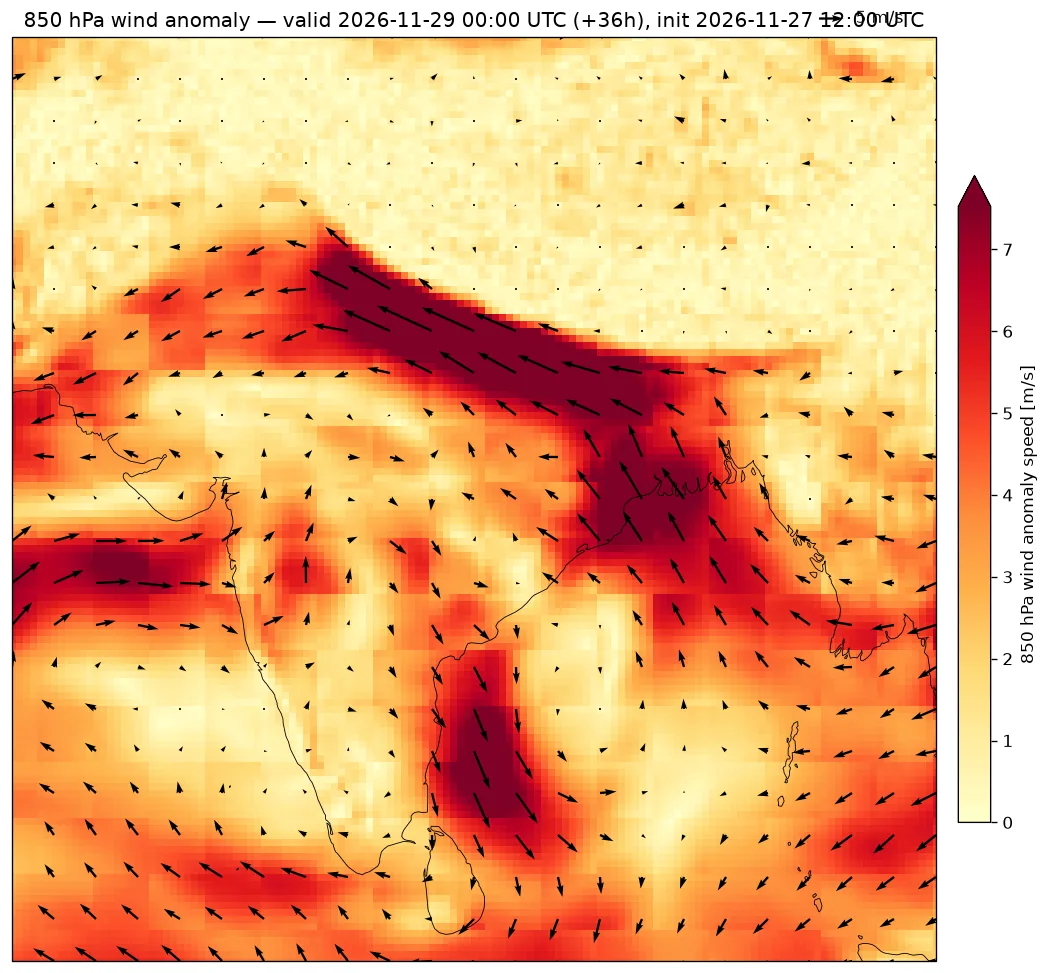 850 hPa wind anomaly — valid 2026-11-29 00:00 UTC (+36h), init 2026-11-27 12:00 UTC
5 m/s
7
6
5
4
3
2
1
0
850 hPa wind anomaly speed [m/s]